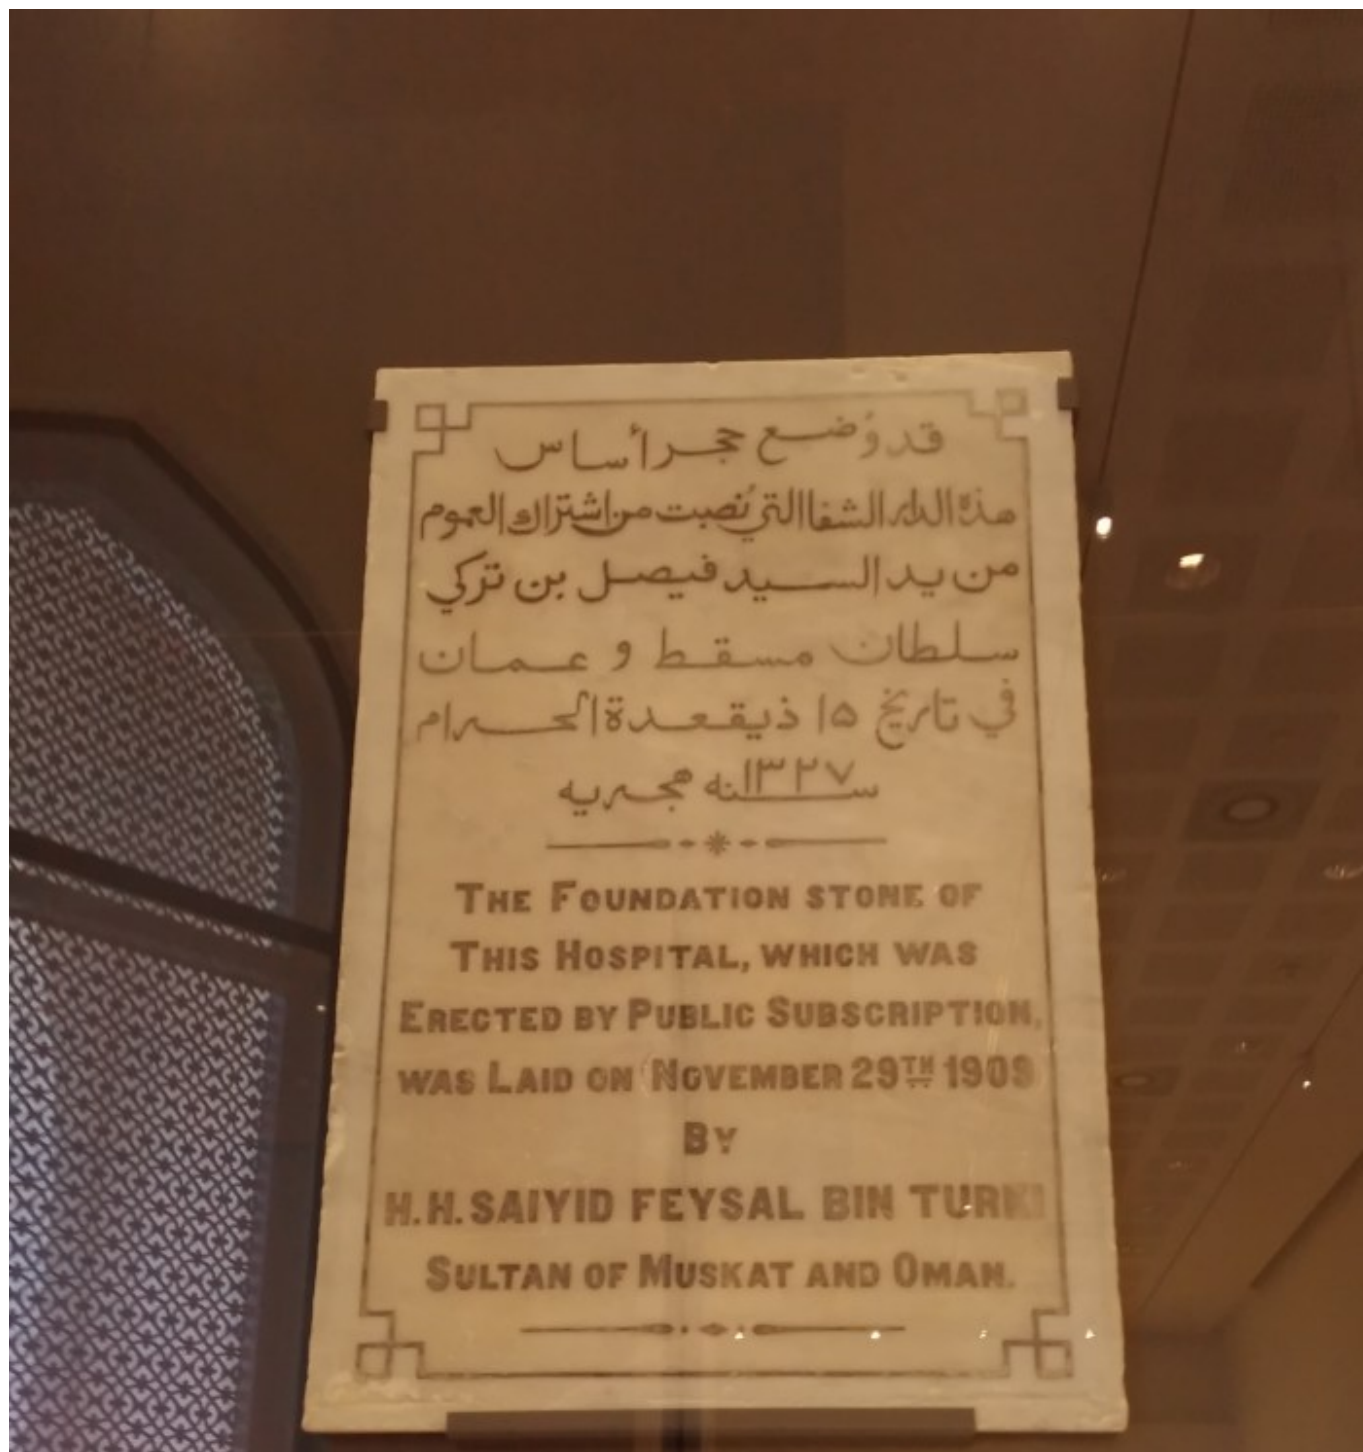 قد وُضع حجر أساس
هذه الدار الشفا التي نُصبت من اشتراك العموم
من يد السيد فيصل بن تركي
سلطان مسقط و عمان
في تاريخ ١٥ ذيقعدة الحرام
سنه ١٣٢٧ هجريه
THE FOUNDATION STONE OF
THIS HOSPITAL, WHICH WAS
ERECTED BY PUBLIC SUBSCRIPTION,
WAS LAID ON NOVEMBER 29TH 1909
BY
H.H. SAIYID FEYSAL BIN TURKI
SULTAN OF MUSKAT AND OMAN.